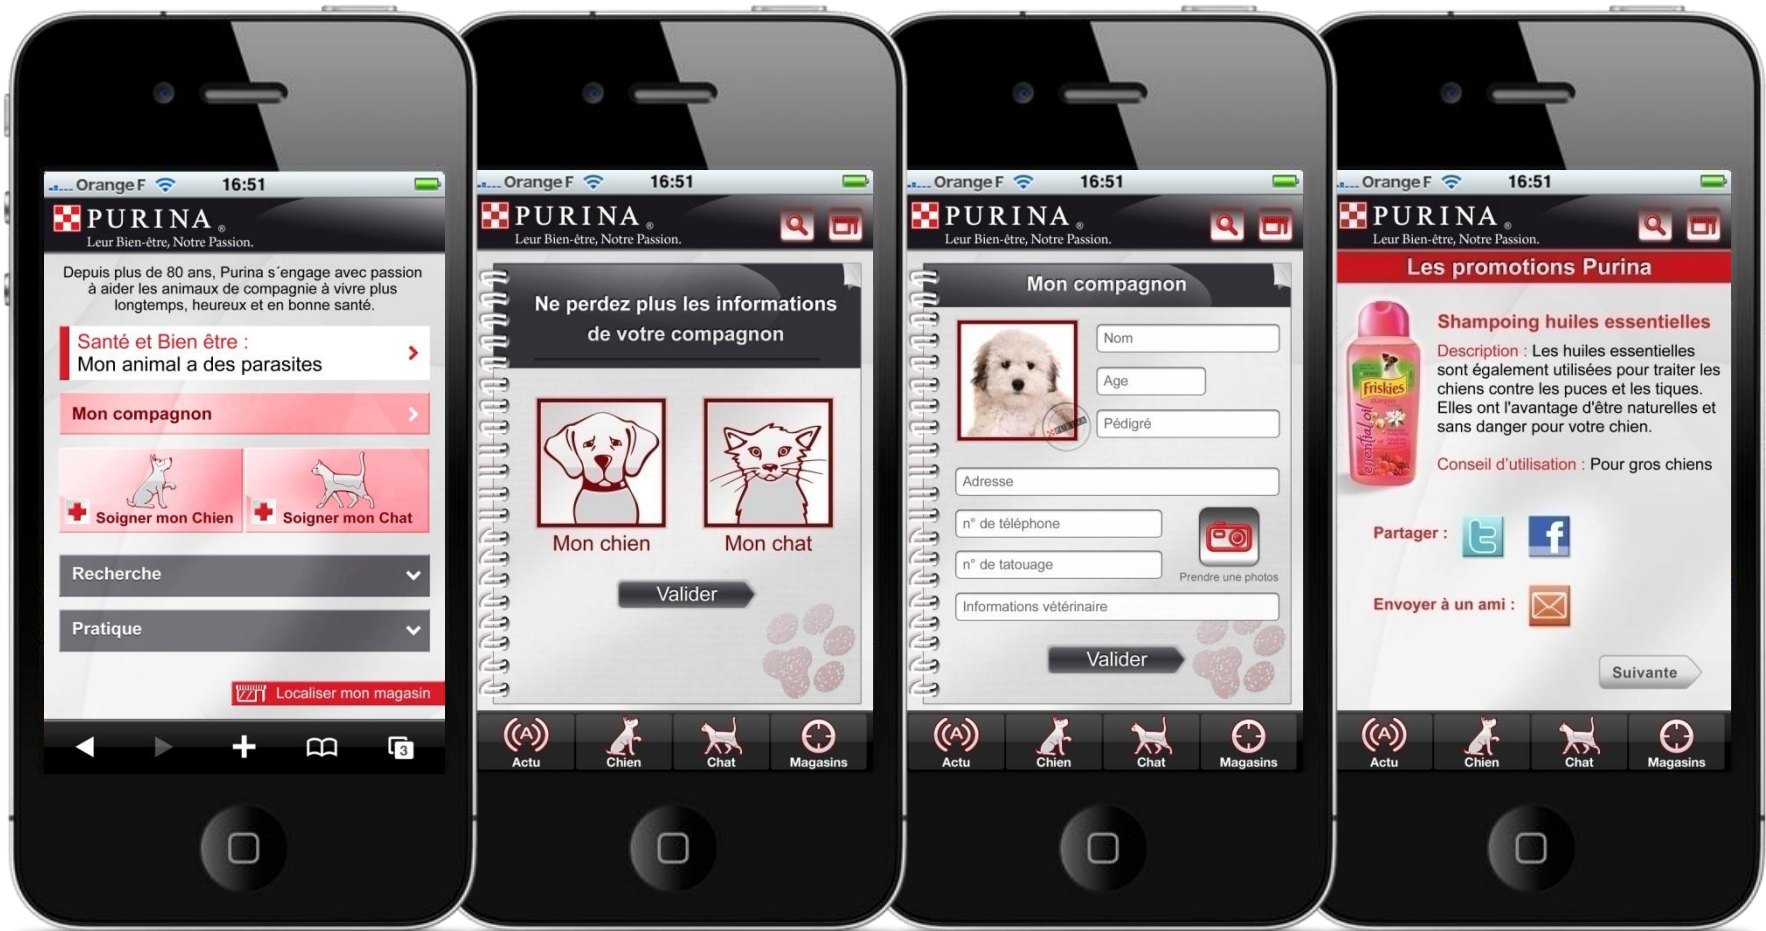 Orange F 16:51
PURINA®
Leur Bien-être, Notre Passion.
Depuis plus de 80 ans, Purina s´engage avec passion
à aider les animaux de compagnie à vivre plus
longtemps, heureux et en bonne santé.
Santé et Bien être :
Mon animal a des parasites
Mon compagnon
Soigner mon Chien
Soigner mon Chat
Recherche
Pratique
Localiser mon magasin
3
Orange F 16:51
PURINA®
Leur Bien-être, Notre Passion.
Ne perdez plus les informations
de votre compagnon
Mon chien
Mon chat
Valider
Actu
Chien
Chat
Magasins
Orange F 16:51
PURINA®
Leur Bien-être, Notre Passion.
Mon compagnon
Nom
Age
Pédigré
PURINA
Adresse
n° de téléphone
n° de tatouage
Prendre une photos
Informations vétérinaire
Valider
Actu
Chien
Chat
Magasins
Orange F 16:51
PURINA®
Leur Bien-être, Notre Passion.
Les promotions Purina
Shampoing huiles essentielles
Description : Les huiles essentielles
sont également utilisées pour traiter les
chiens contre les puces et les tiques.
Elles ont l'avantage d'être naturelles et
sans danger pour votre chien.
Conseil d'utilisation : Pour gros chiens
Friskies
shampoo
essential oil
Partager :
Envoyer à un ami :
Suivante
Actu
Chien
Chat
Magasins